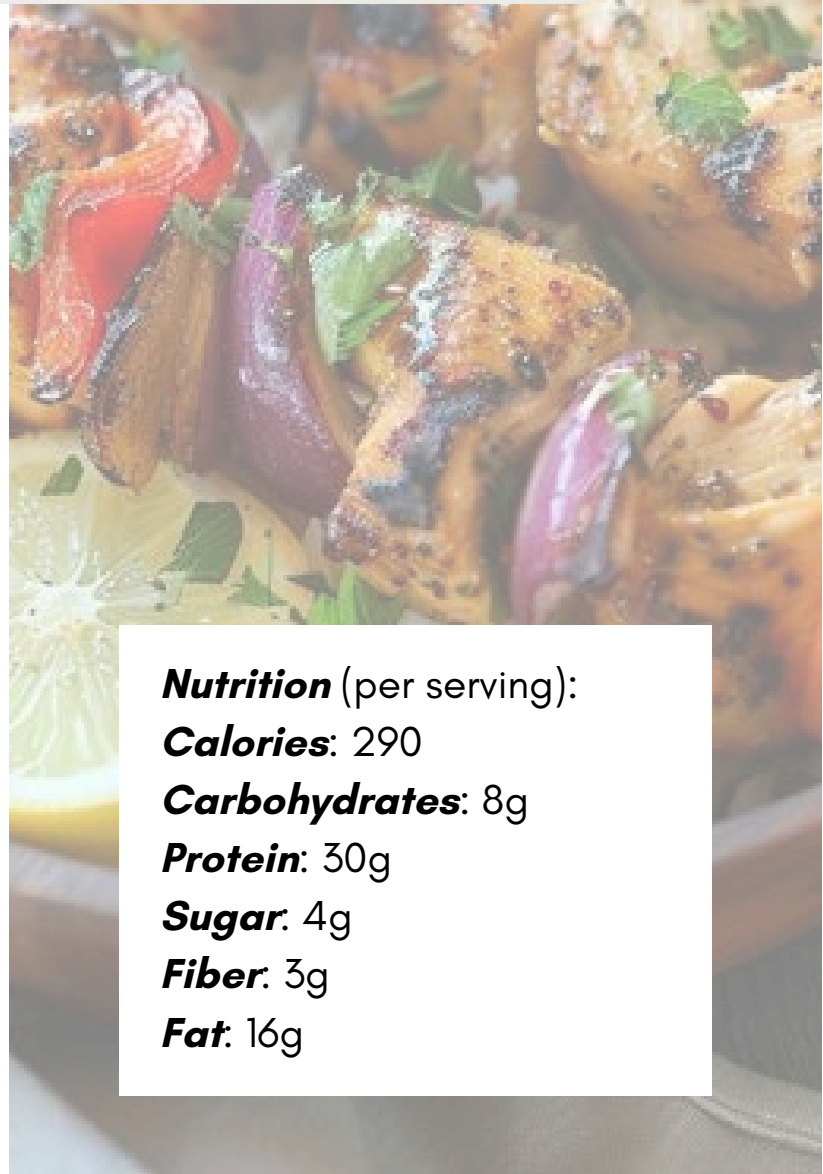 Nutrition (per serving):
Calories: 290
Carbohydrates: 8g
Protein: 30g
Sugar: 4g
Fiber: 3g
Fat: 16g